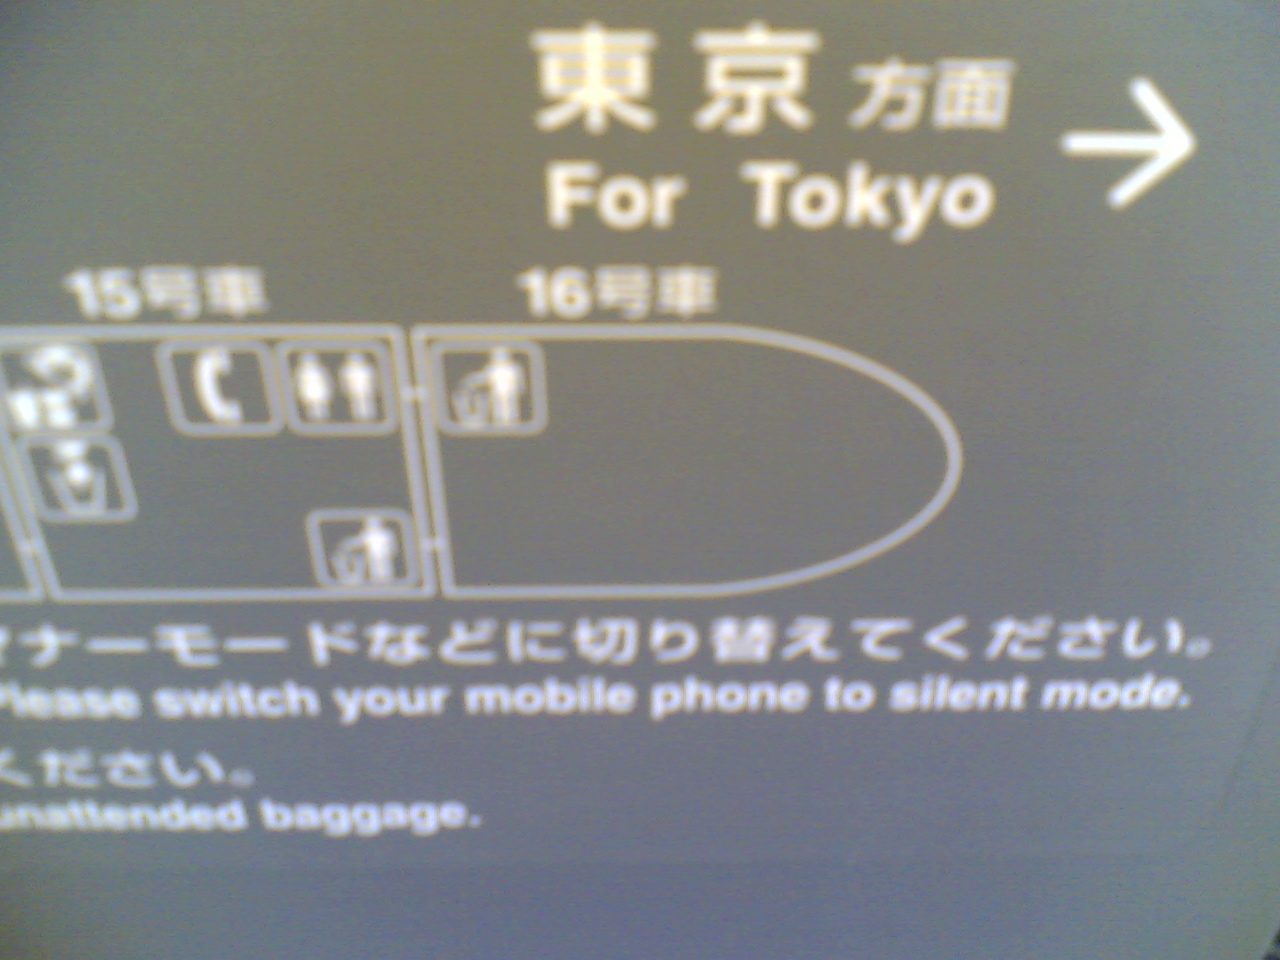 東京方面
For Tokyo
15号車 16号車
マナーモードなどに切り替えてください。
Please switch your mobile phone to silent mode.
ください。
unattended baggage.